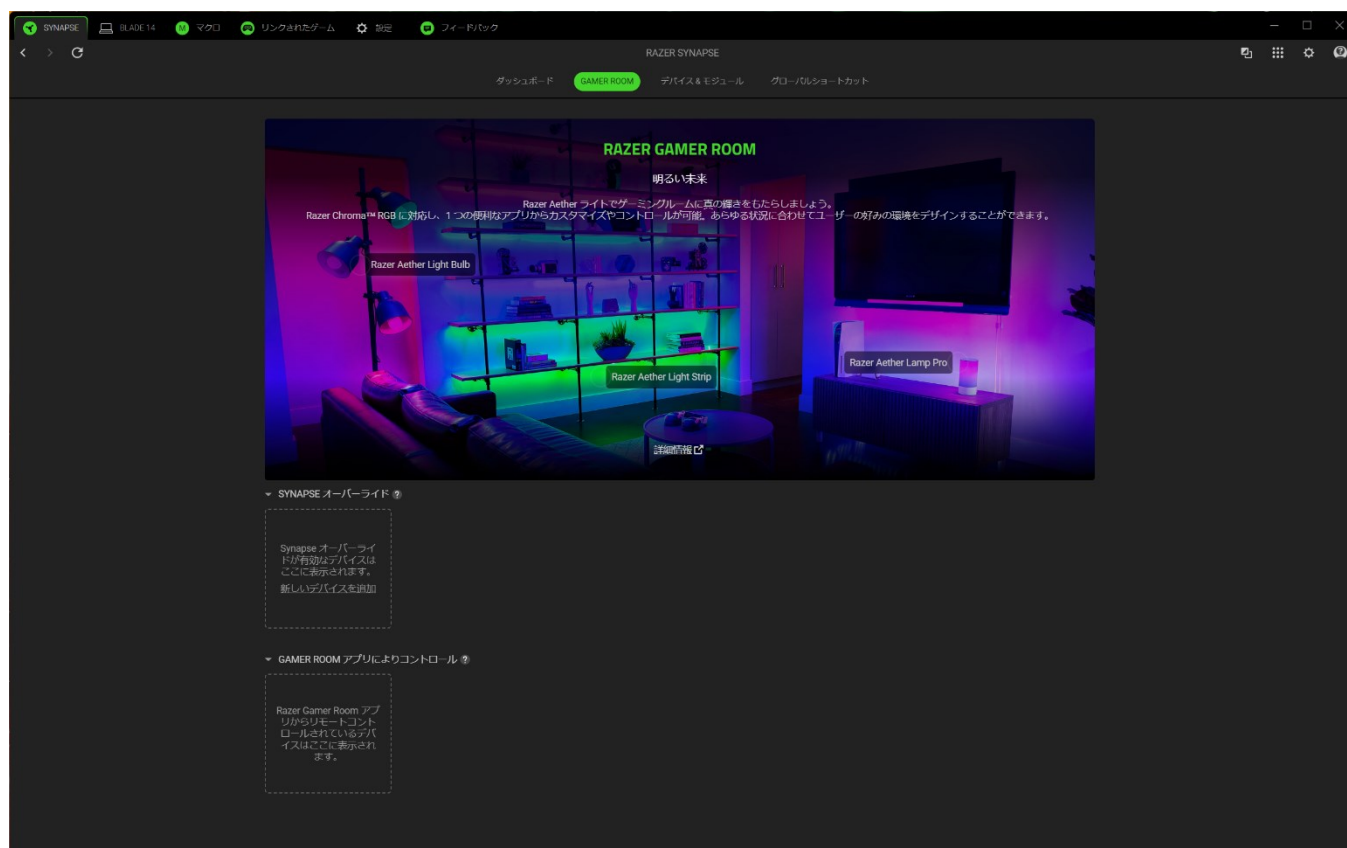 SYNAPSE BLADE 14 マクロ リンクされたゲーム 設定 フィードバック
RAZER SYNAPSE
ダッシュボード GAMER ROOM デバイス & モジュール グローバルショートカット
RAZER GAMER ROOM
明るい未来
Razer Aether ライトでゲーミングルームに真の輝きをもたらしましょう。
Razer Chroma™ RGB に対応し、1 つの便利なアプリからカスタマイズやコントロールが可能。あらゆる状況に合わせてユーザーの好みの環境をデザインすることができます。
Razer Aether Light Bulb
Razer Aether Lamp Pro
Razer Aether Light Strip
詳細情報
SYNAPSE オーバーライド ?
Synapse オーバーライ
ドが有効なデバイスは
ここに表示されます。
新しいデバイスを追加
GAMER ROOM アプリによりコントロール ?
Razer Gamer Room アプ
リからリモートコント
ロールされているデバ
イスはここに表示され
ます。